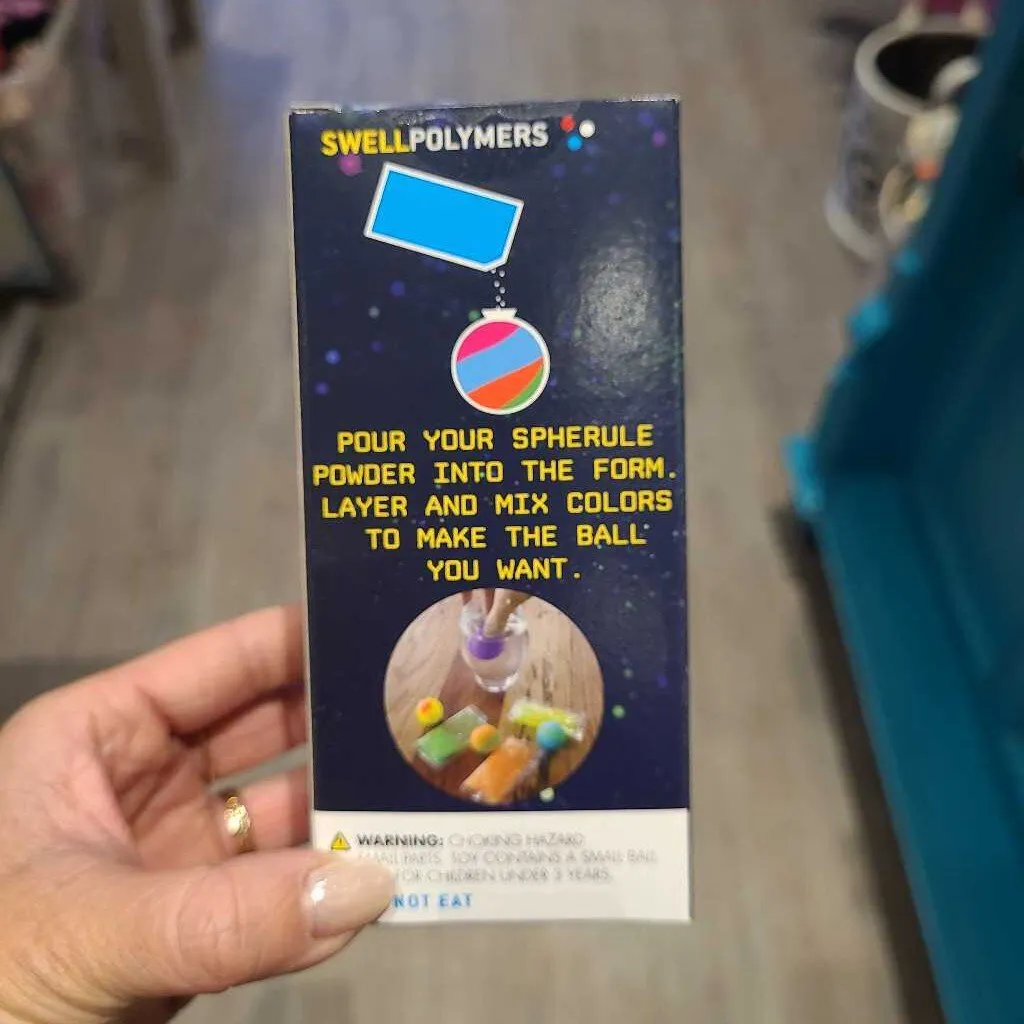 SWELLPOLYMERS
POUR YOUR SPHERULE
POWDER INTO THE FORM.
LAYER AND MIX COLORS
TO MAKE THE BALL
YOU WANT.
WARNING: CHOKING HAZARD
SMALL PARTS. TOY CONTAINS A SMALL BALL
FOR CHILDREN UNDER 3 YEARS.
NOT EAT